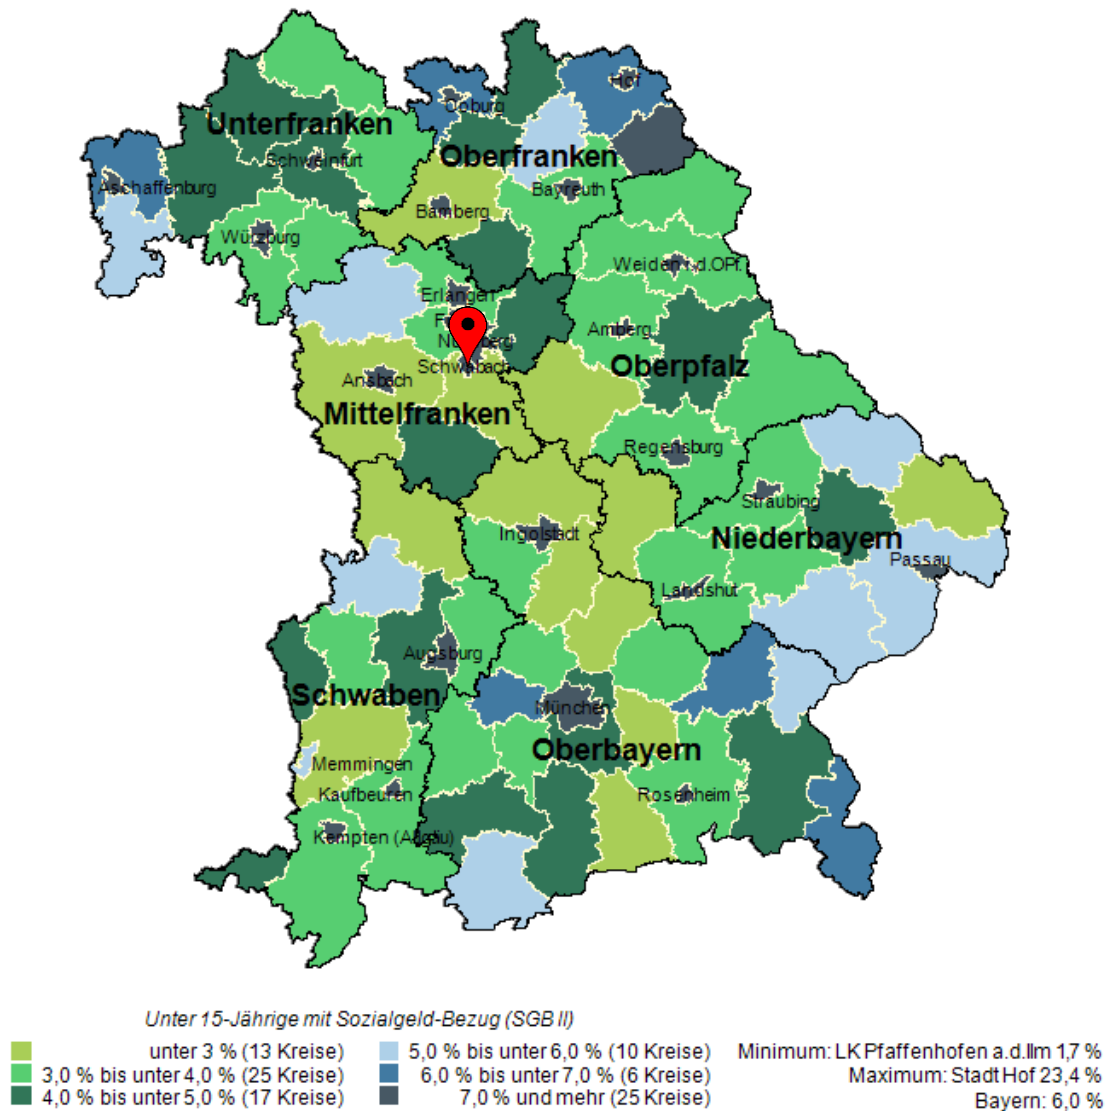 Hof
Coburg
Unterfranken
Oberfranken
Schweinfurt
Aschaffenburg
Bayreuth
Bamberg
Würzburg
Weiden i.d.OPf.
Erlangen
Amberg
Schwabach
Oberpfalz
Ansbach
Mittelfranken
Regensburg
Straubing
Ingolstadt
Niederbayern
Passau
Landshut
Augsburg
Schwaben
München
Oberbayern
Memmingen
Kaufbeuren
Rosenheim
Kempten (Allgäu)
Unter 15-Jährige mit Sozialgeld-Bezug (SGB II)
unter 3 % (13 Kreise) 5,0 % bis unter 6,0 % (10 Kreise) Minimum: LK Pfaffenhofen a.d.Ilm 1,7 %
3,0 % bis unter 4,0 % (25 Kreise) 6,0 % bis unter 7,0 % (6 Kreise) Maximum: Stadt Hof 23,4 %
4,0 % bis unter 5,0 % (17 Kreise) 7,0 % und mehr (25 Kreise) Bayern: 6,0 %